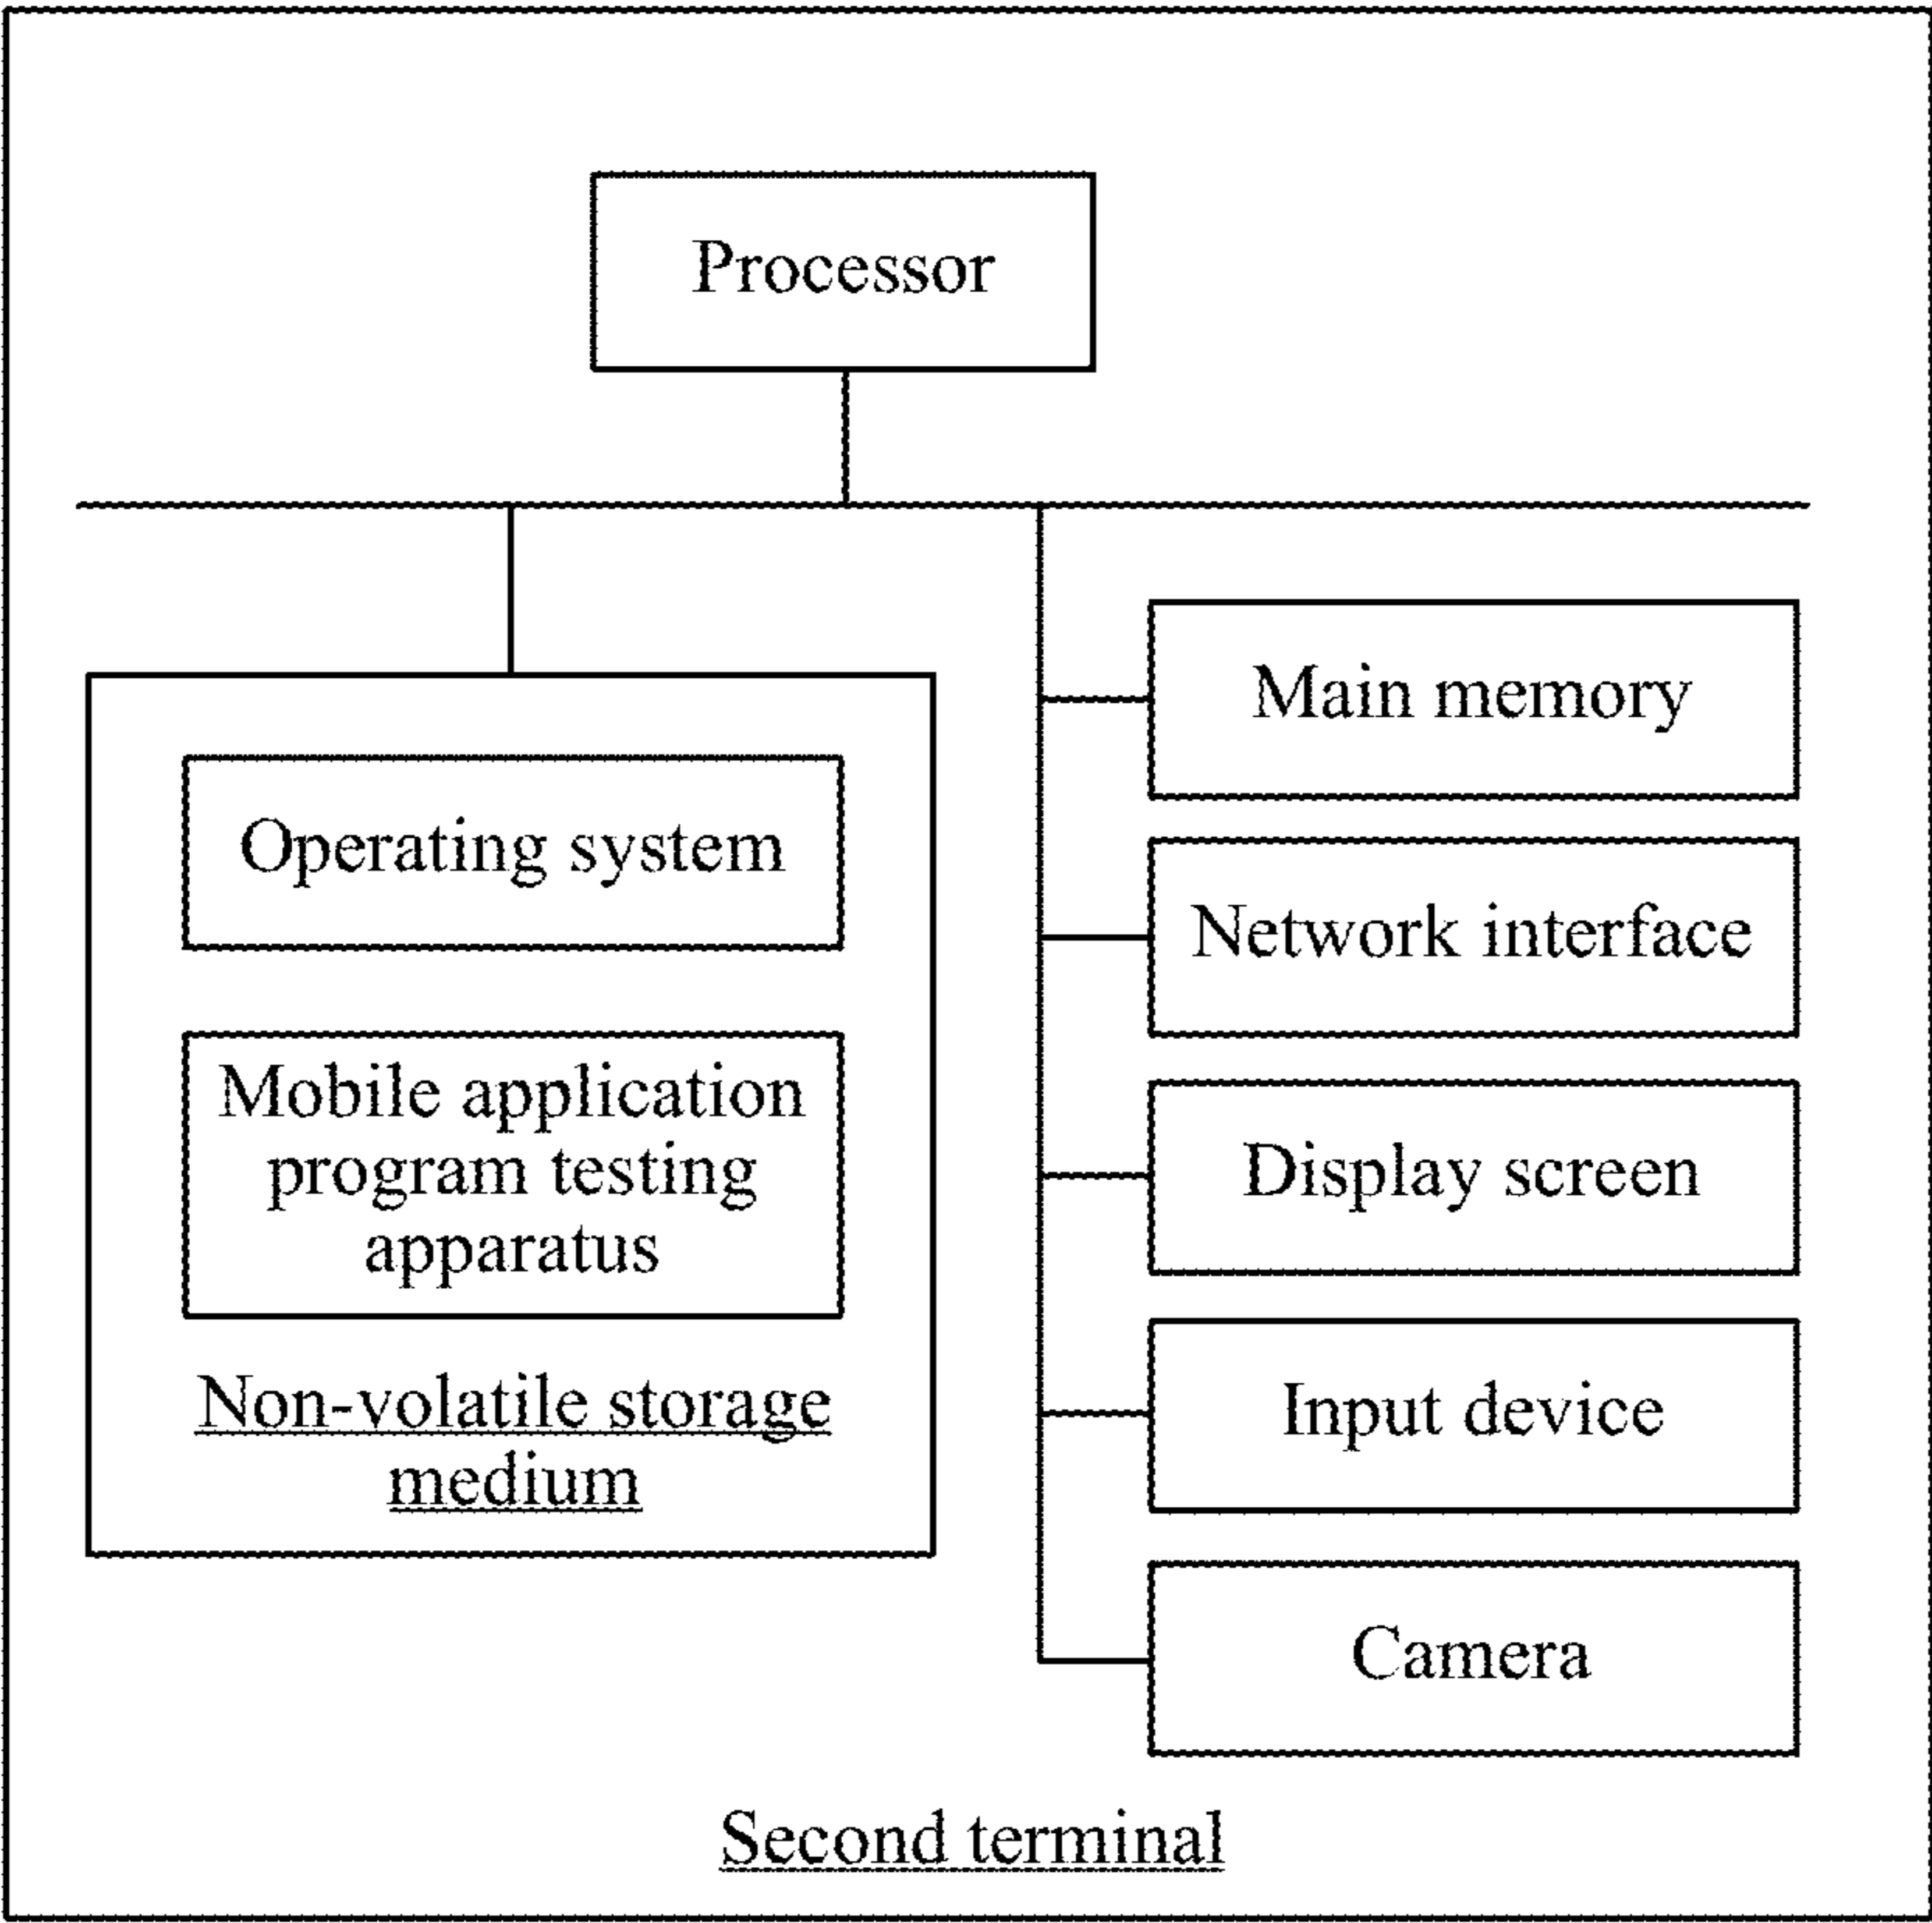 Processor
Operating system
Mobile application
program testing
apparatus
Non-volatile storage
medium
Main memory
Network interface
Display screen
Input device
Camera
Second terminal